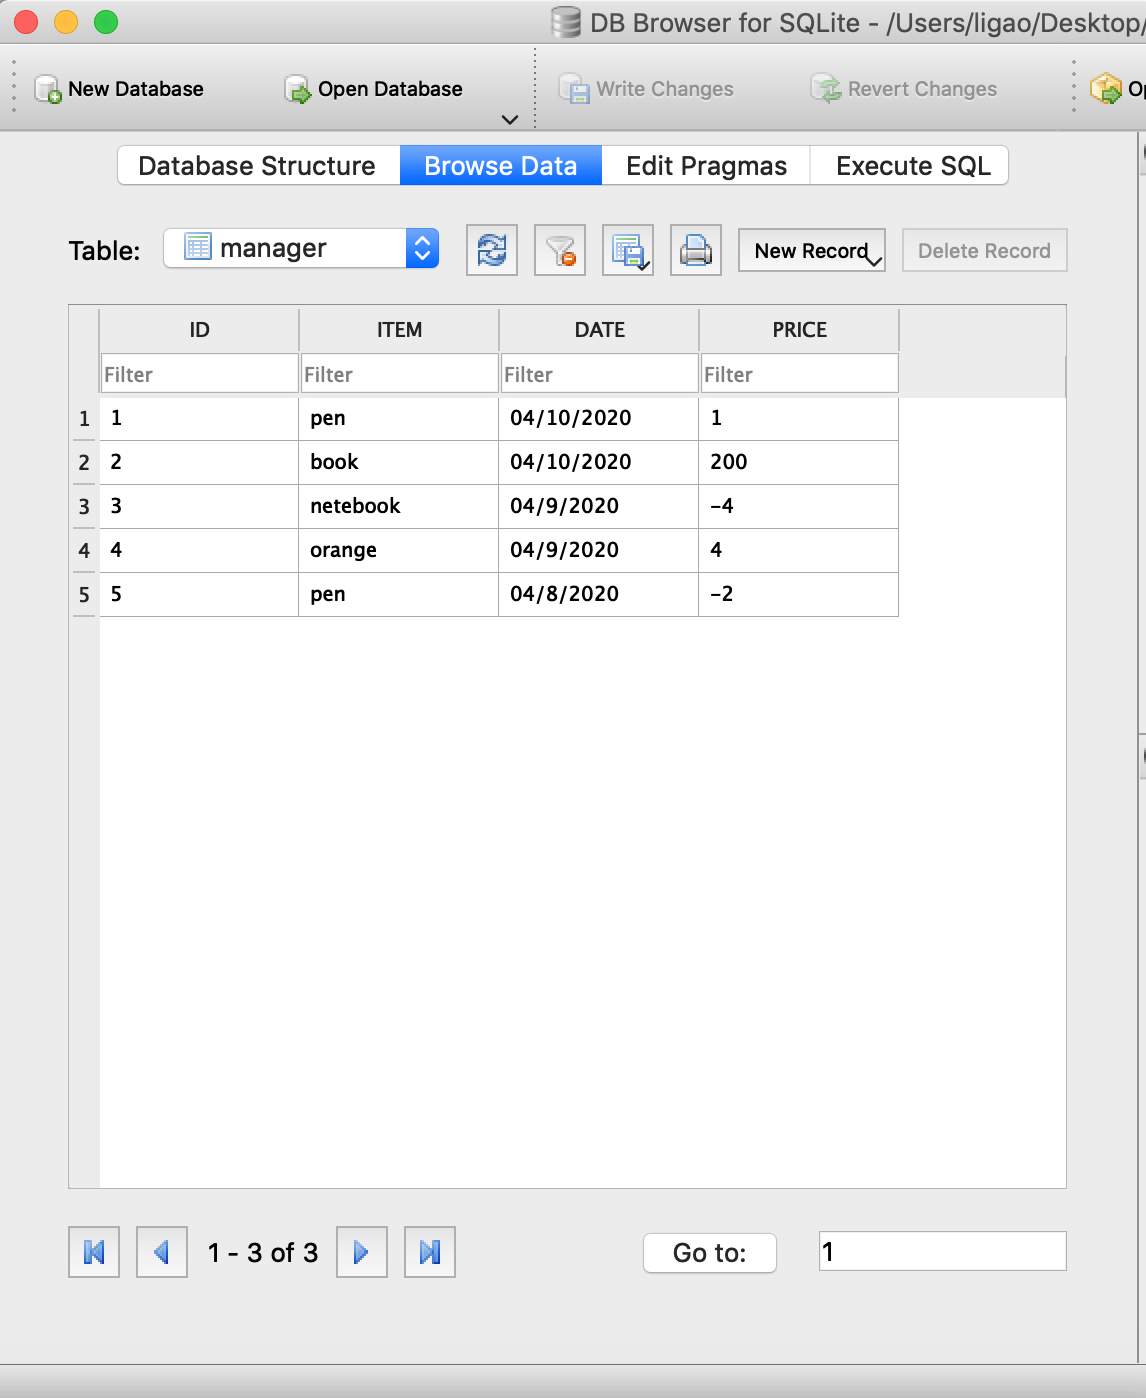 DB Browser for SQLite - /Users/ligao/Desktop/
New Database Open Database Write Changes Revert Changes
Database Structure Browse Data Edit Pragmas Execute SQL
Table: manager New Record Delete Record
ID ITEM DATE PRICE
Filter Filter Filter Filter
1 1 pen 04/10/2020 1
2 2 book 04/10/2020 200
3 3 netebook 04/9/2020 -4
4 4 orange 04/9/2020 4
5 5 pen 04/8/2020 -2
1 - 3 of 3 Go to: 1